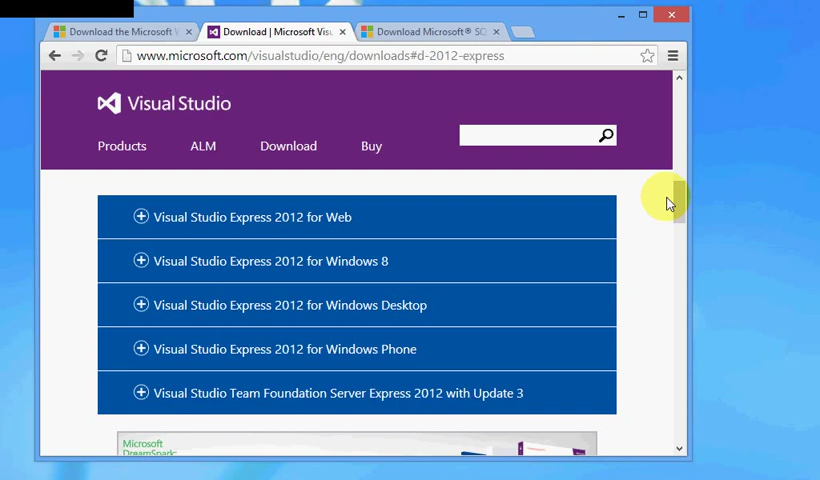 Download the Microsoft V
Download | Microsoft Visu
Download Microsoft® SQ
www.microsoft.com/visualstudio/eng/downloads#d-2012-express
Visual Studio
Products
ALM
Download
Buy
Visual Studio Express 2012 for Web
Visual Studio Express 2012 for Windows 8
Visual Studio Express 2012 for Windows Desktop
Visual Studio Express 2012 for Windows Phone
Visual Studio Team Foundation Server Express 2012 with Update 3
Microsoft
DreamSpark: